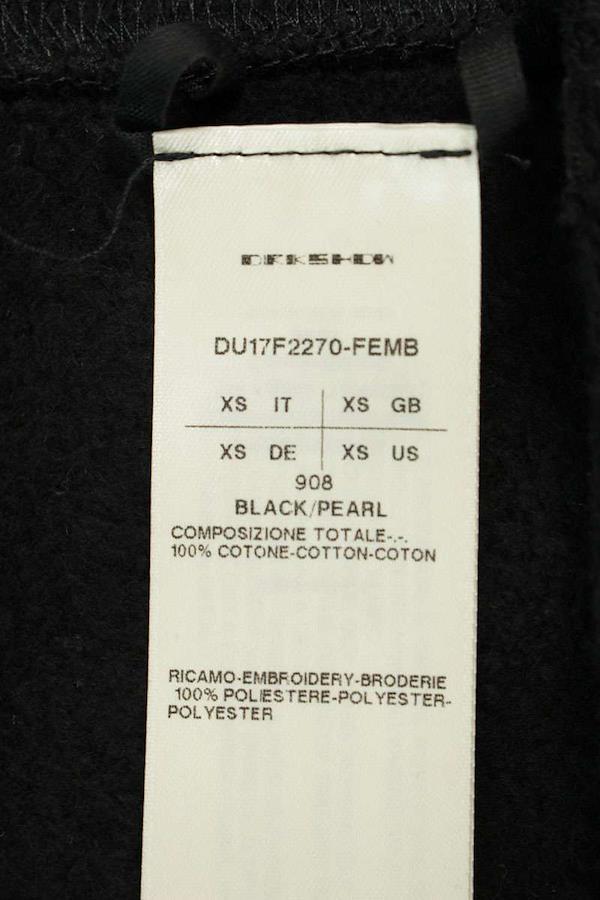 DRKSHDW
DU17F2270-FEMB
XS IT XS GB
XS DE XS US
908
BLACK/PEARL
COMPOSIZIONE TOTALE-.-.
100% COTONE-COTTON-COTON
RICAMO-EMBROIDERY-BRODERIE
100% POLIESTERE-POLYESTER-
POLYESTER